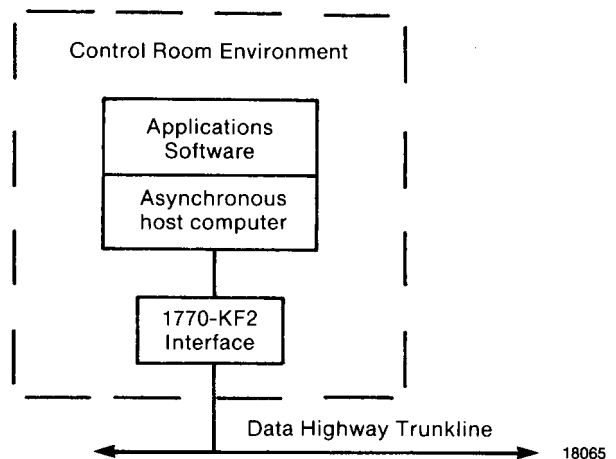 Control Room Environment
Applications
Software
Asynchronous
host computer
1770-KF2
Interface
Data Highway Trunkline
18065